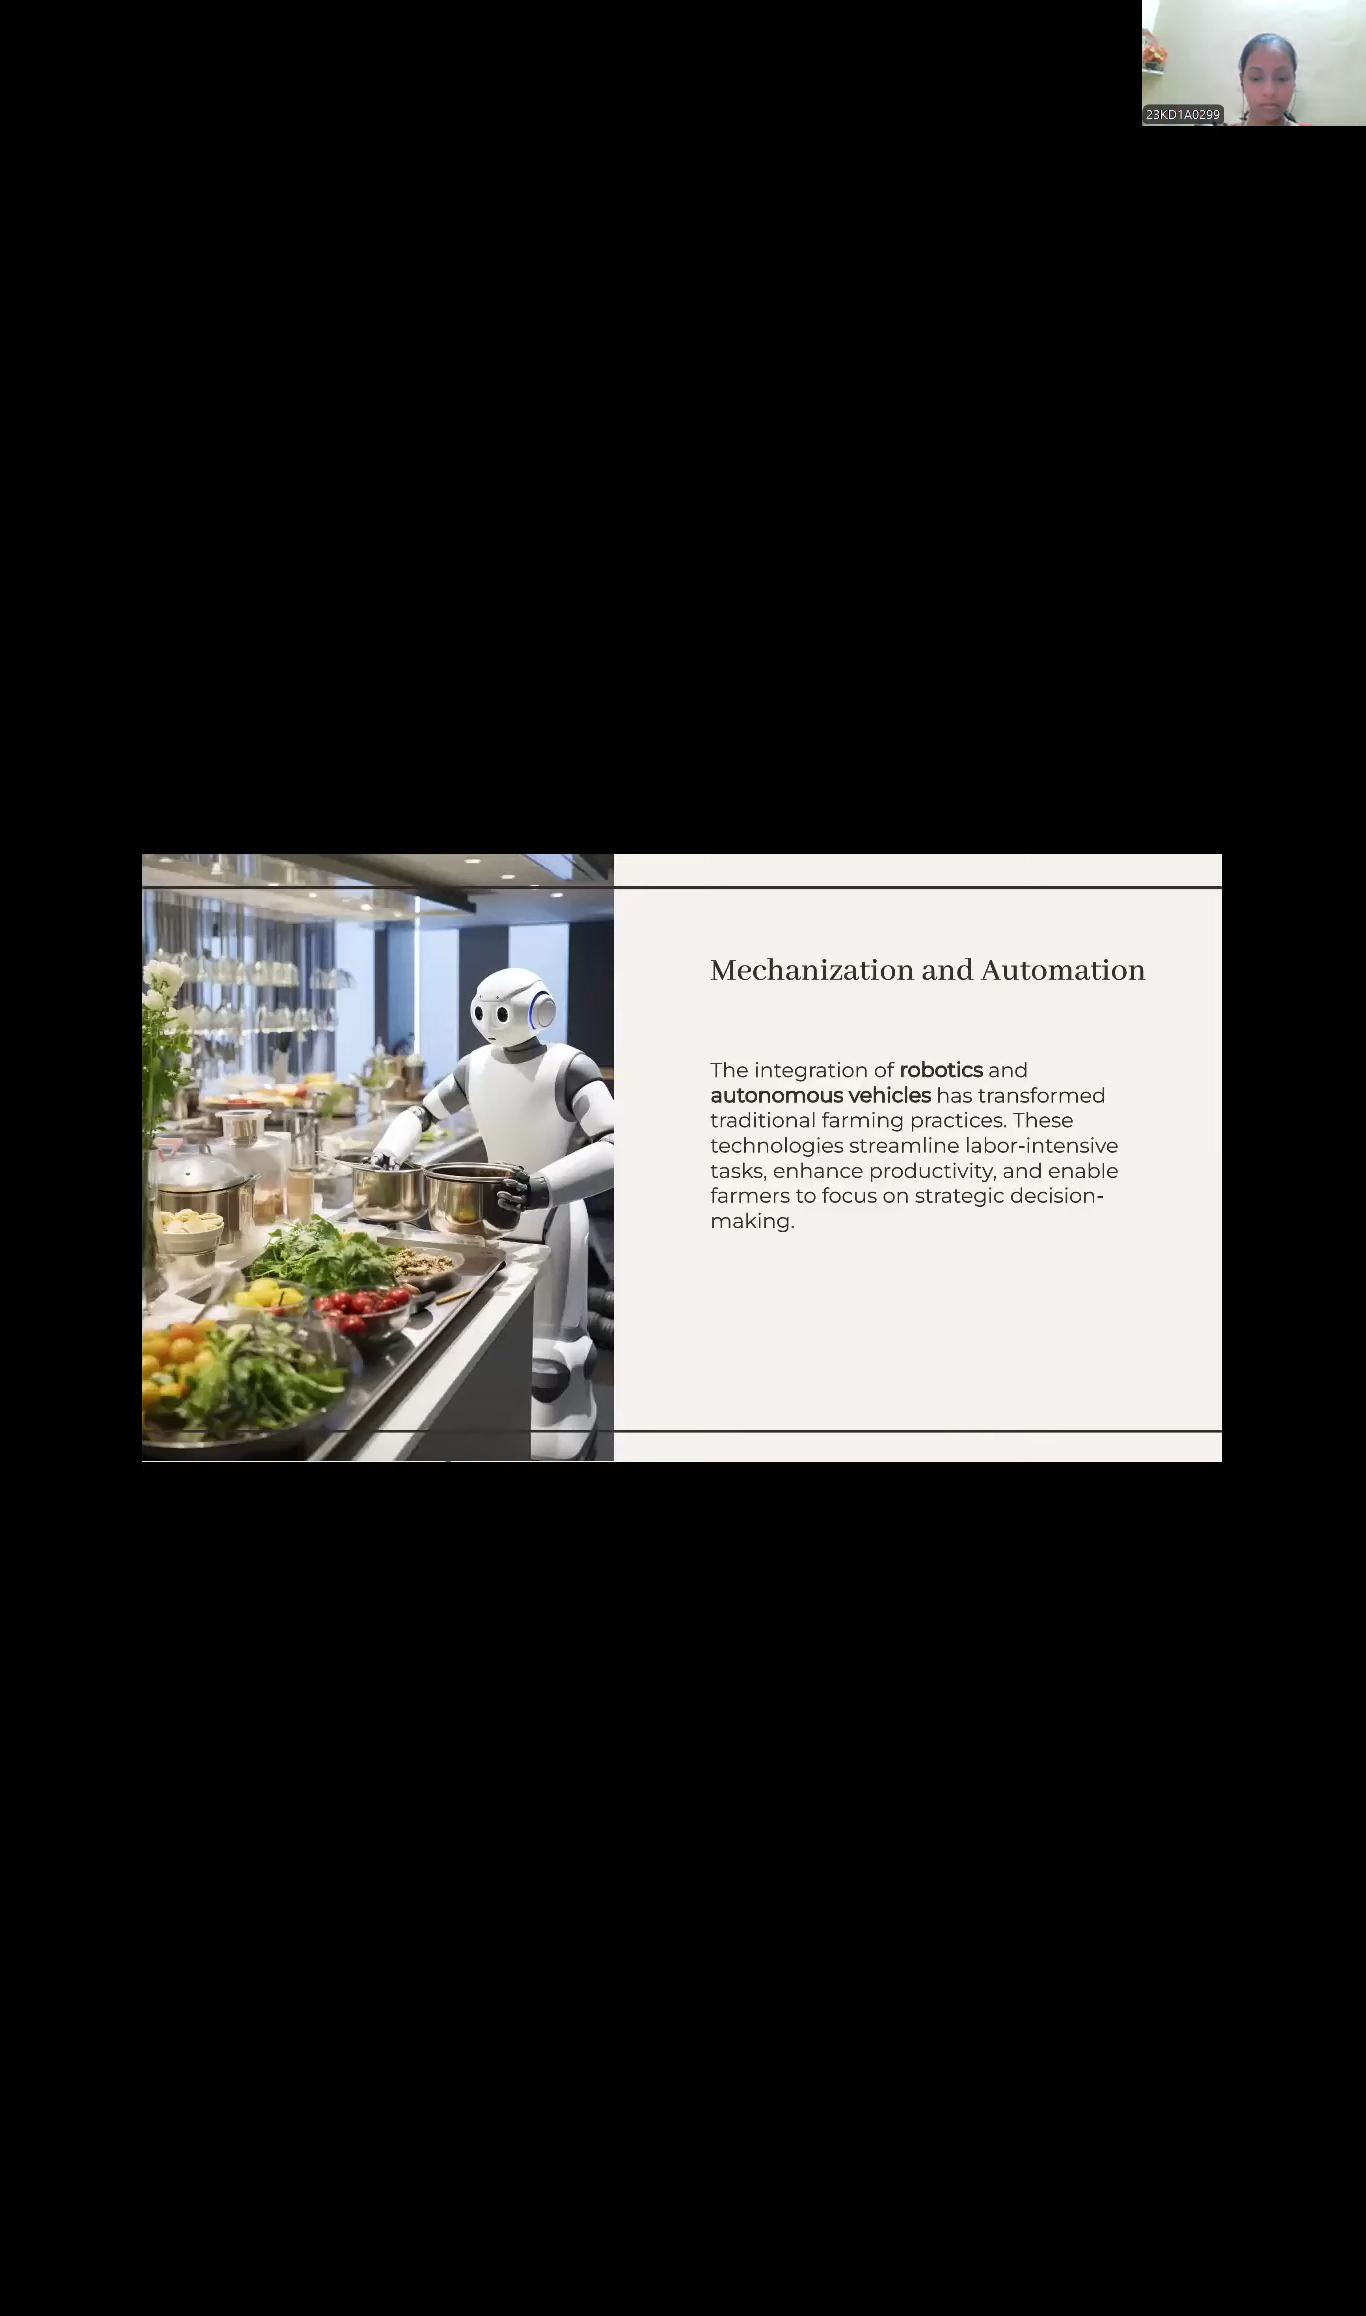 23KD1A0299
Mechanization and Automation
The integration of robotics and
autonomous vehicles has transformed
traditional farming practices. These
technologies streamline labor-intensive
tasks, enhance productivity, and enable
farmers to focus on strategic decision-
making.